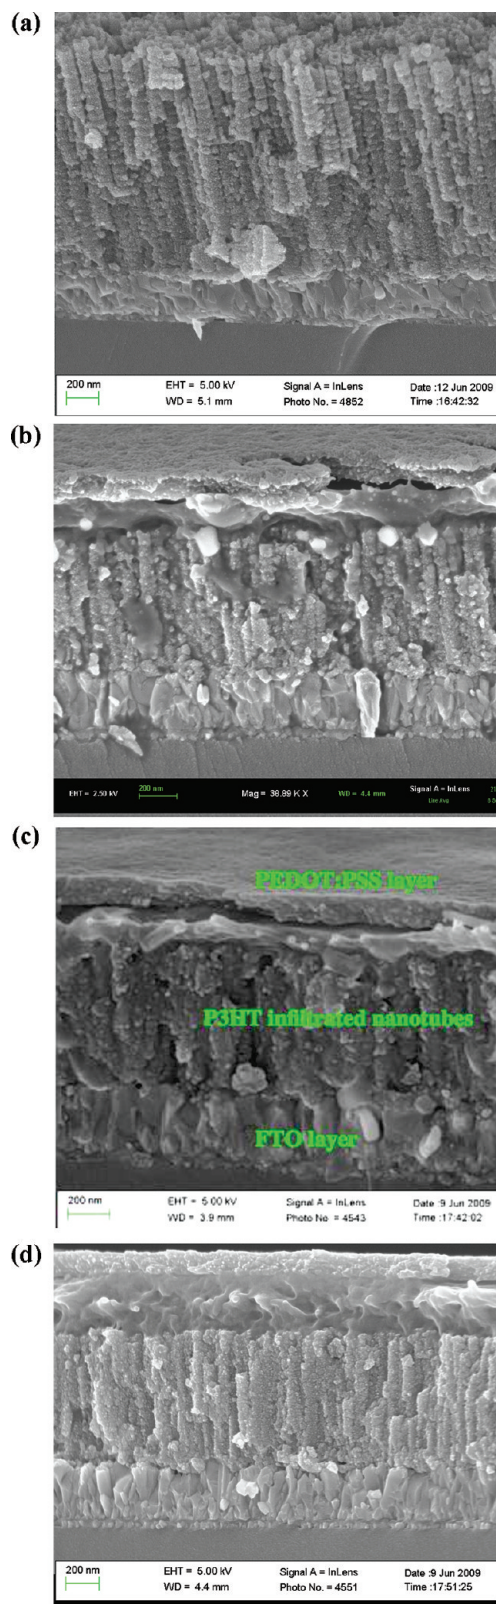 (a)
200 nm EHT = 5.00 kV Signal A = InLens Date :12 Jun 2009
WD = 5.1 mm Photo No. = 4852 Time :16:42:32
(b)
EHT = 2.50 kV 200 nm Mag = 38.89 K X WD = 4.4 mm Signal A = InLens
Line Avg
(c)
PEDOT:PSS layer
P3HT infiltrated nanotubes
FTO layer
200 nm EHT = 5.00 kV Signal A = InLens Date :9 Jun 2009
WD = 3.9 mm Photo No. = 4543 Time :17:42:02
(d)
200 nm EHT = 5.00 kV Signal A = InLens Date :9 Jun 2009
WD = 4.4 mm Photo No. = 4551 Time :17:51:25